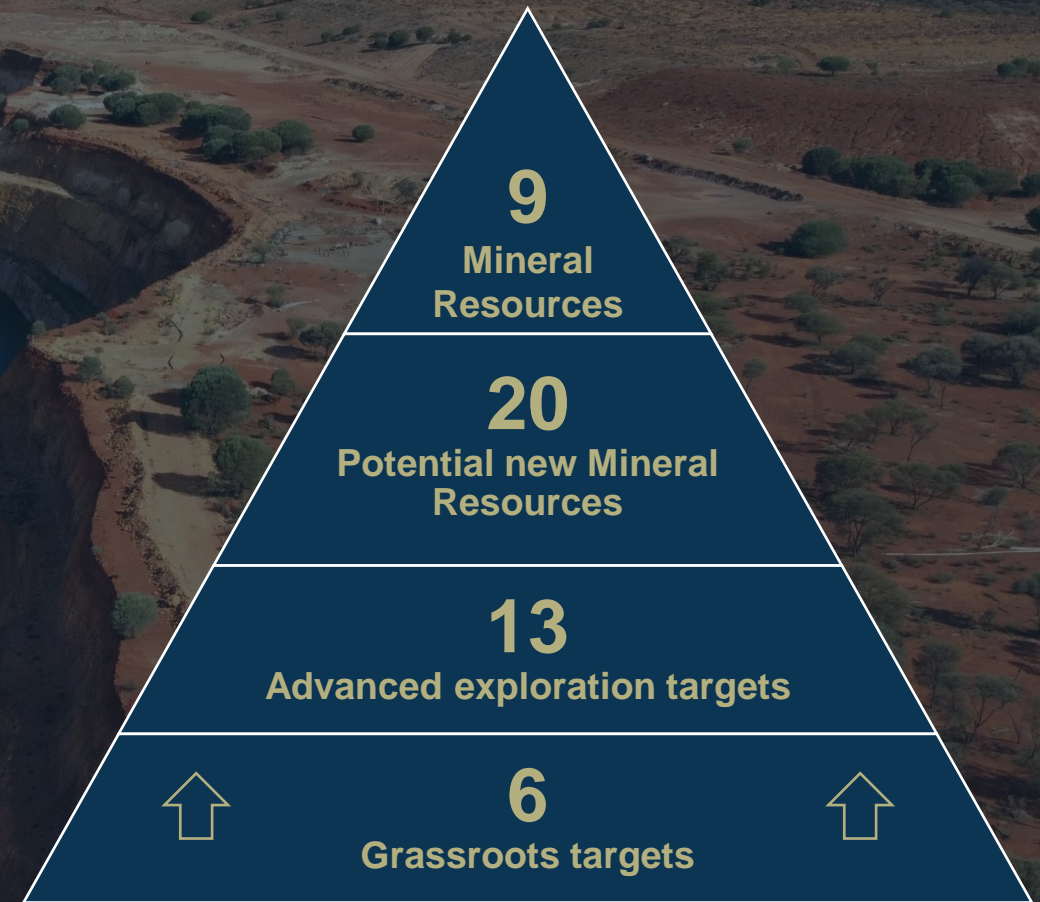 9
Mineral
Resources
20
Potential new Mineral
Resources
13
Advanced exploration targets
6
Grassroots targets